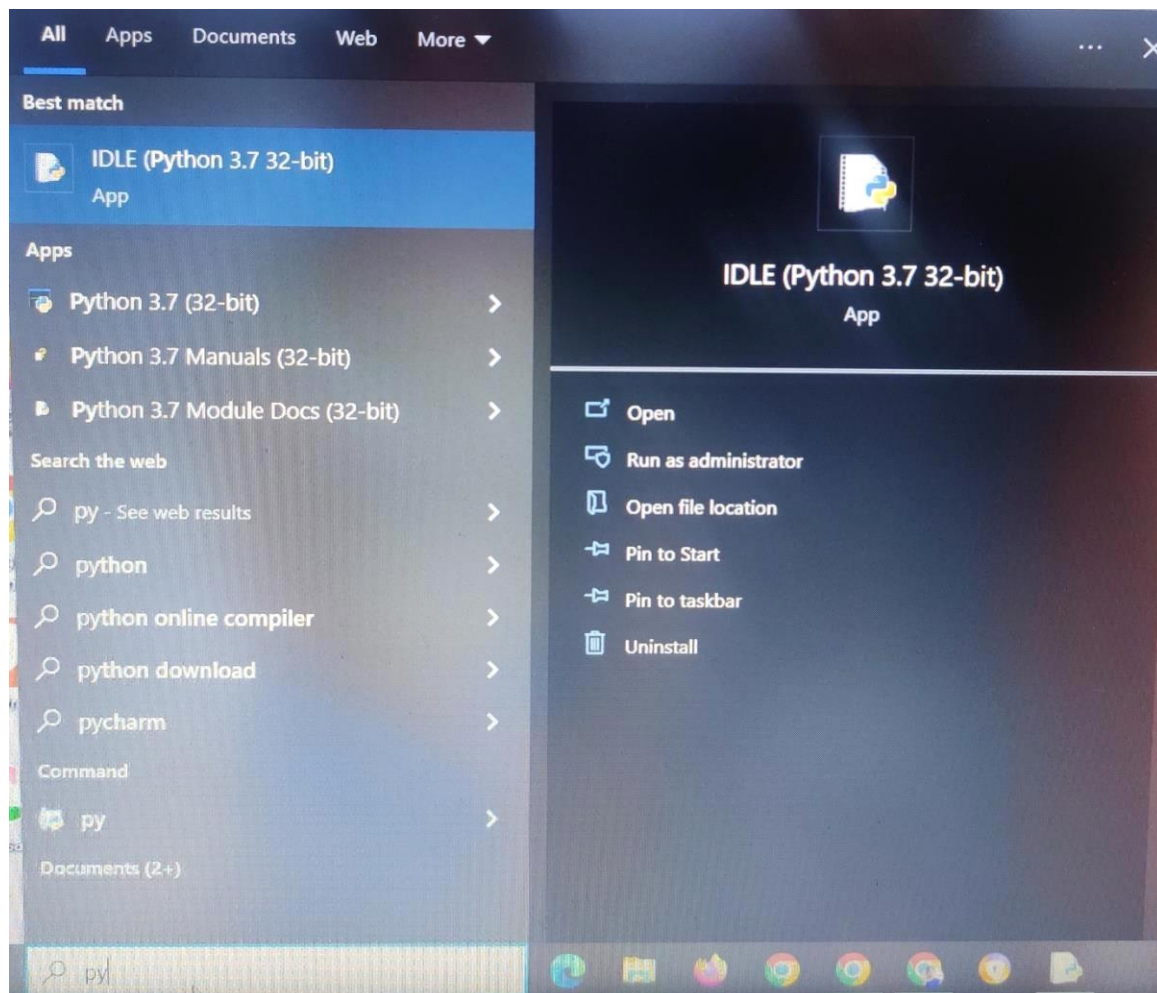 All Apps Documents Web More
Best match
IDLE (Python 3.7 32-bit)
App
Apps
Python 3.7 (32-bit)
Python 3.7 Manuals (32-bit)
Python 3.7 Module Docs (32-bit)
Search the web
py - See web results
python
python online compiler
python download
pycharm
Command
py
Documents (2+)
py
IDLE (Python 3.7 32-bit)
App
Open
Run as administrator
Open file location
Pin to Start
Pin to taskbar
Uninstall